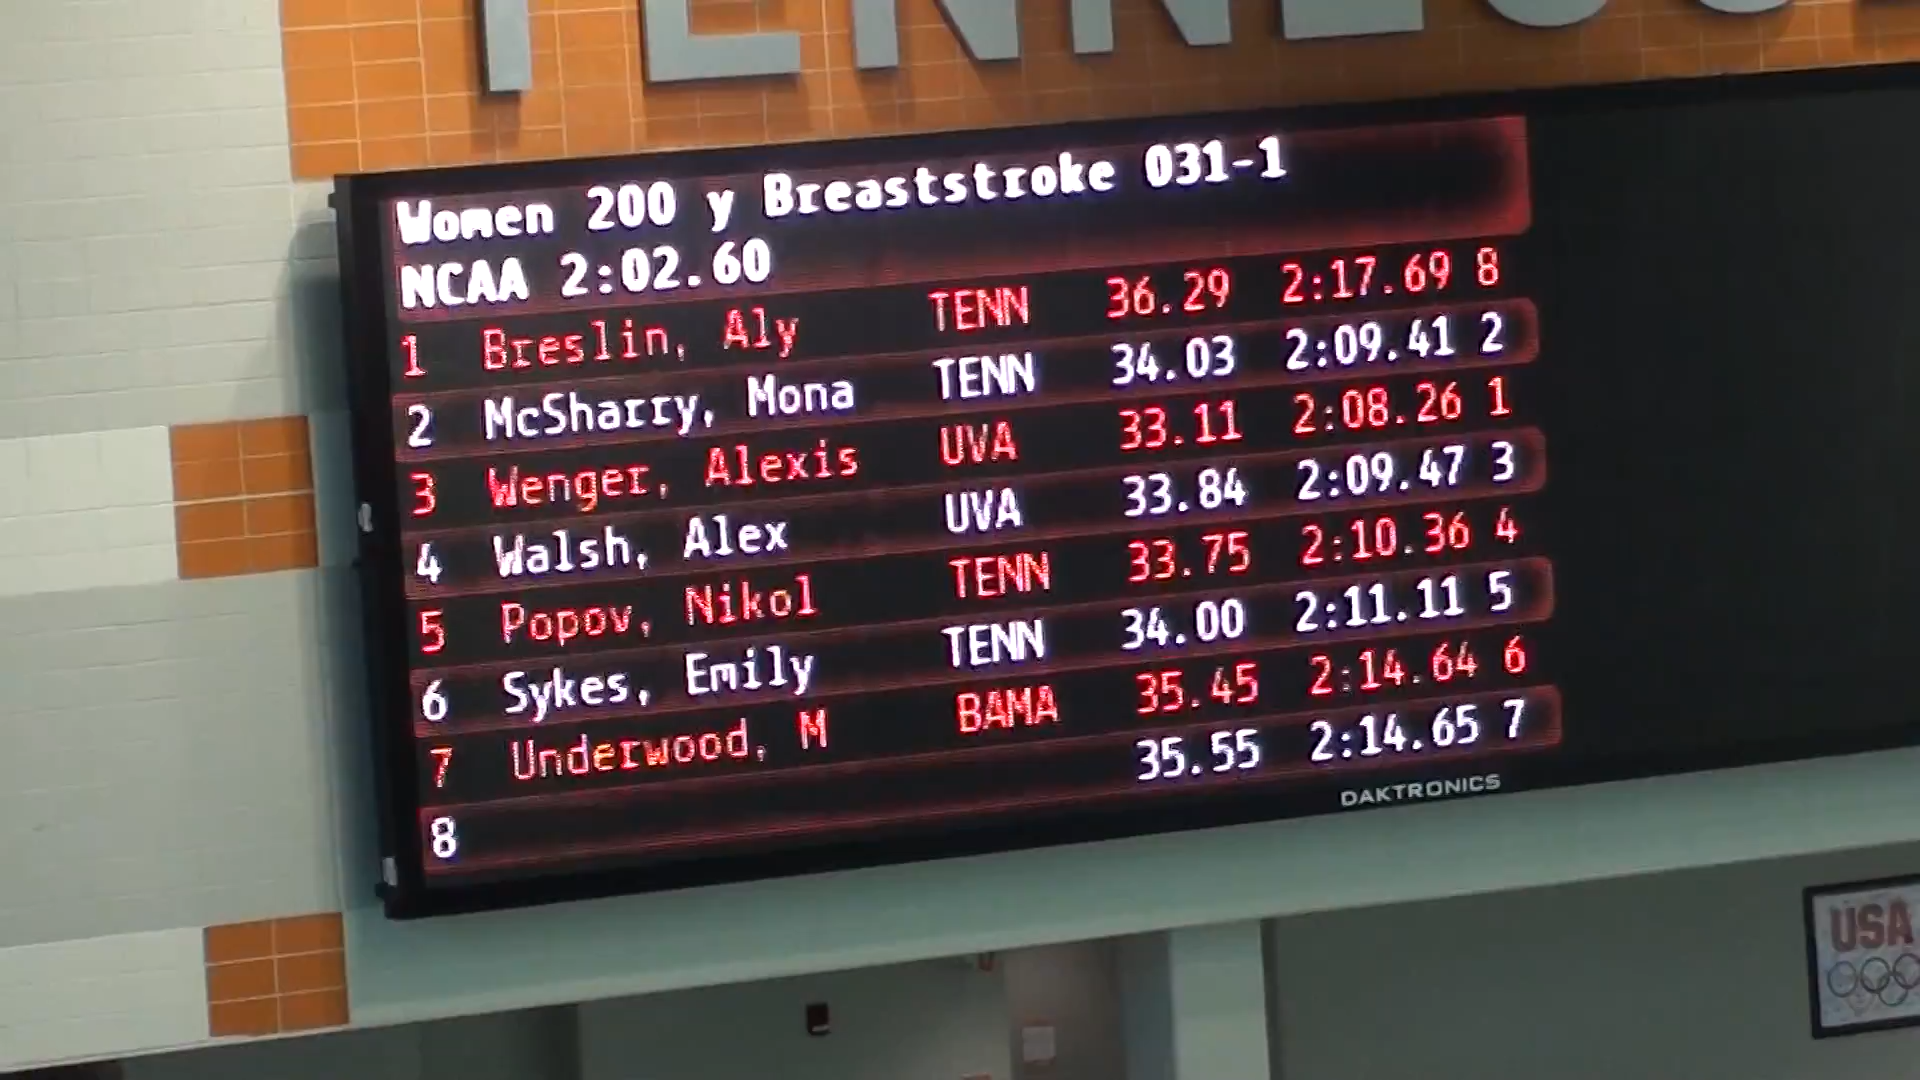 TENNESS
Women 200 y Breaststroke 031-1
NCAA 2:02.60
1 Breslin, Aly TENN 36.29 2:17.69 8
2 McSharry, Mona TENN 34.03 2:09.41 2
3 Wenger, Alexis UVA 33.11 2:08.26 1
4 Walsh, Alex UVA 33.84 2:09.47 3
5 Popov, Nikol TENN 33.75 2:10.36 4
6 Sykes, Emily TENN 34.00 2:11.11 5
7 Underwood, M BAMA 35.45 2:14.64 6
8 35.55 2:14.65 7
DAKTRONICS
USA